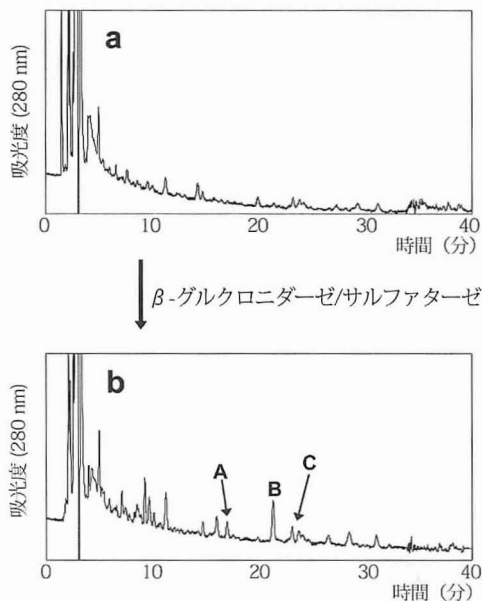 a
吸光度 (280 nm)
0 10 20 30 40
時間（分）
β-グルクロニダーゼ/サルファターゼ
b
A
B
C
吸光度 (280 nm)
0 10 20 30 40
時間（分）